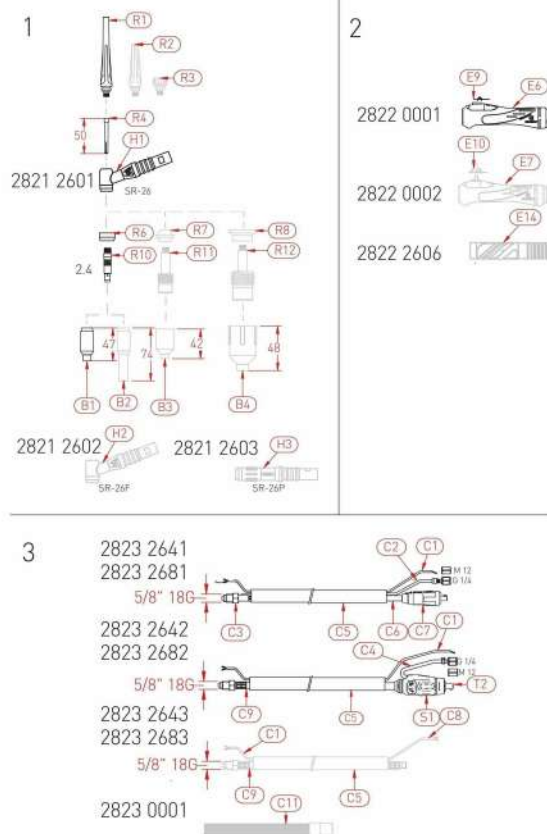 1
R1
R2
R3
R4
50
H1
2821 2601
SR-26
R6
R7
R8
R10
R11
R12
2.4
47
74
42
48
B1
B2
B3
B4
2821 2602
H2
SR-26F
2821 2603
H3
SR-26P
2
E9
E6
2822 0001
E10
E7
2822 0002
E14
2822 2606
3
2823 2641
2823 2681
5/8" 18G
C2
C1
M 12
G 1/4
C3
C5
C6
C7
2823 2642
2823 2682
5/8" 18G
C4
C1
G 1/4
M 12
T2
C9
C5
S1
2823 2643
2823 2683
5/8" 18G
C1
C8
C9
C5
2823 0001
C11